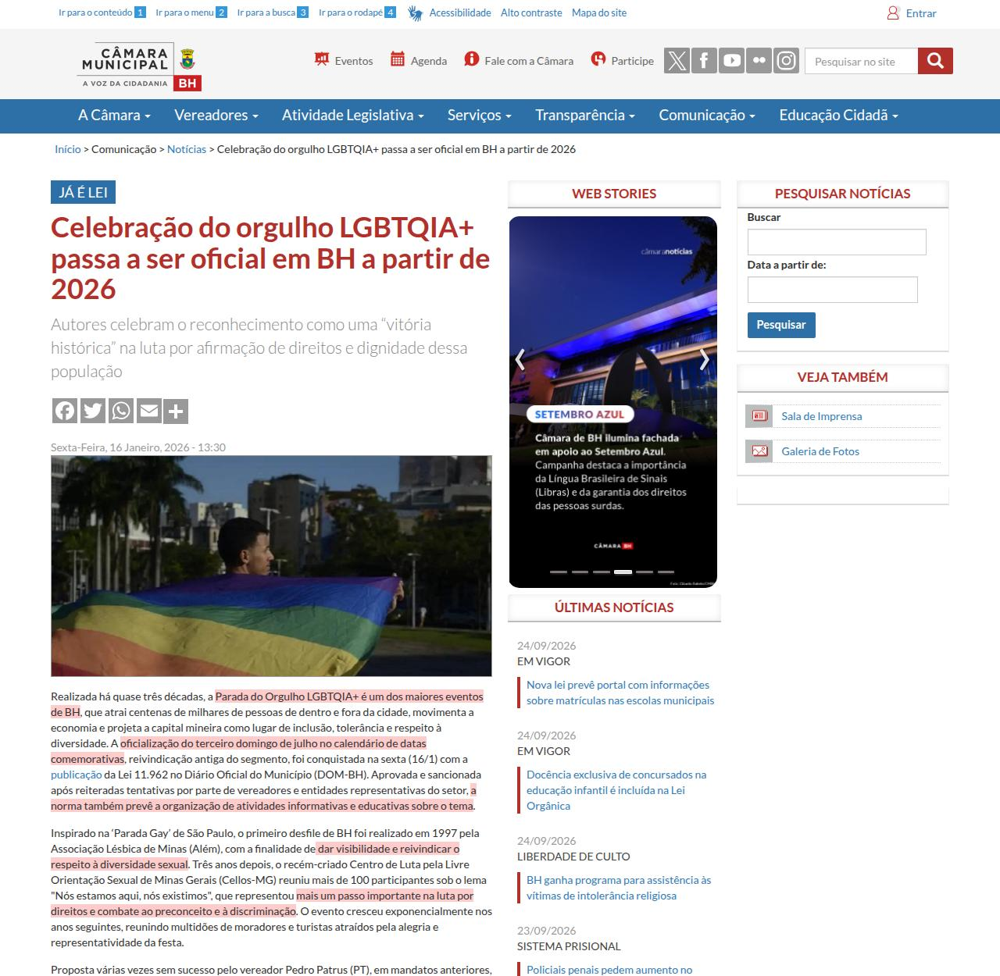 Ir para o conteúdo 1 Ir para o menu 2 Ir para a busca 3 Ir para o rodapé 4 Acessibilidade Alto contraste Mapa do site Entrar
CÂMARA
MUNICIPAL
A VOZ DA CIDADANIA BH
Eventos Agenda Fale com a Câmara Participe Pesquisar no site
A Câmara Vereadores Atividade Legislativa Serviços Transparência Comunicação Educação Cidadã
Início > Comunicação > Notícias > Celebração do orgulho LGBTQIA+ passa a ser oficial em BH a partir de 2026
JÁ É LEI
Celebração do orgulho LGBTQIA+
passa a ser oficial em BH a partir de
2026
Autores celebram o reconhecimento como uma “vitória
histórica” na luta por afirmação de direitos e dignidade dessa
população
Sexta-Feira, 16 Janeiro, 2026 - 13:30
Realizada há quase três décadas, a Parada do Orgulho LGBTQIA+ é um dos maiores eventos
de BH, que atrai centenas de milhares de pessoas de dentro e fora da cidade, movimenta a
economia e projeta a capital mineira como lugar de inclusão, tolerância e respeito à
diversidade. A oficialização do terceiro domingo de julho no calendário de datas
comemorativas, reivindicação antiga do segmento, foi conquistada na sexta (16/1) com a
publicação da Lei 11.962 no Diário Oficial do Município (DOM-BH). Aprovada e sancionada
após reiteradas tentativas por parte de vereadores e entidades representativas do setor, a
norma também prevê a organização de atividades informativas e educativas sobre o tema.
Inspirado na ‘Parada Gay’ de São Paulo, o primeiro desfile de BH foi realizado em 1997 pela
Associação Lésbica de Minas (Além), com a finalidade de dar visibilidade e reivindicar o
respeito à diversidade sexual. Três anos depois, o recém-criado Centro de Luta pela Livre
Orientação Sexual de Minas Gerais (Cellos-MG) reuniu mais de 100 participantes sob o lema
"Nós estamos aqui, nós existimos", que representou mais um passo importante na luta por
direitos e combate ao preconceito e à discriminação. O evento cresceu exponencialmente nos
anos seguintes, reunindo multidões de moradores e turistas atraídos pela alegria e
representatividade da festa.
Proposta várias vezes sem sucesso pelo vereador Pedro Patrus (PT), em mandatos anteriores,
WEB STORIES
câmaranotícias
SETEMBRO AZUL
Câmara de BH ilumina fachada
em apoio ao Setembro Azul.
Campanha destaca a importância
da Língua Brasileira de Sinais
(Libras) e da garantia dos direitos
das pessoas surdas.
CÂMARA BH
ÚLTIMAS NOTÍCIAS
24/09/2026
EM VIGOR
Nova lei prevê portal com informações
sobre matrículas nas escolas municipais
24/09/2026
EM VIGOR
Docência exclusiva de concursados na
educação infantil é incluída na Lei
Orgânica
24/09/2026
LIBERDADE DE CULTO
BH ganha programa para assistência às
vítimas de intolerância religiosa
23/09/2026
SISTEMA PRISIONAL
Policiais penais pedem aumento no
PESQUISAR NOTÍCIAS
Buscar
Data a partir de:
Pesquisar
VEJA TAMBÉM
Sala de Imprensa
Galeria de Fotos